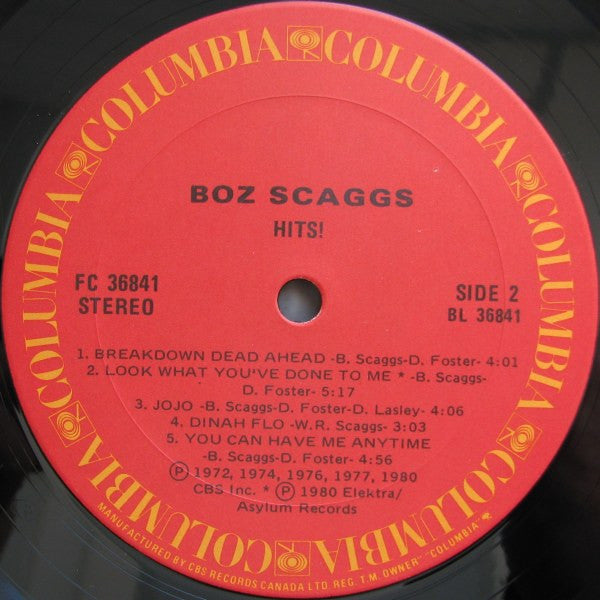 COLUMBIA COLUMBIA COLUMBIA COLUMBIA COLUMBIA COLUMBIA COLUMBIA COLUMBIA
BOZ SCAGGS
HITS!
FC 36841
STEREO
SIDE 2
BL 36841
1. BREAKDOWN DEAD AHEAD -B. Scaggs-D. Foster- 4:01
2. LOOK WHAT YOU'VE DONE TO ME * -B. Scaggs-
D. Foster- 5:17
3. JOJO -B. Scaggs-D. Foster-D. Lasley- 4:06
4. DINAH FLO -W.R. Scaggs- 3:03
5. YOU CAN HAVE ME ANYTIME
-B. Scaggs-D. Foster- 4:56
Ⓟ 1972, 1974, 1976, 1977, 1980
CBS Inc. * Ⓟ 1980 Elektra/
Asylum Records
MANUFACTURED BY CBS RECORDS CANADA LTD. REG. T.M. OWNER "COLUMBIA"